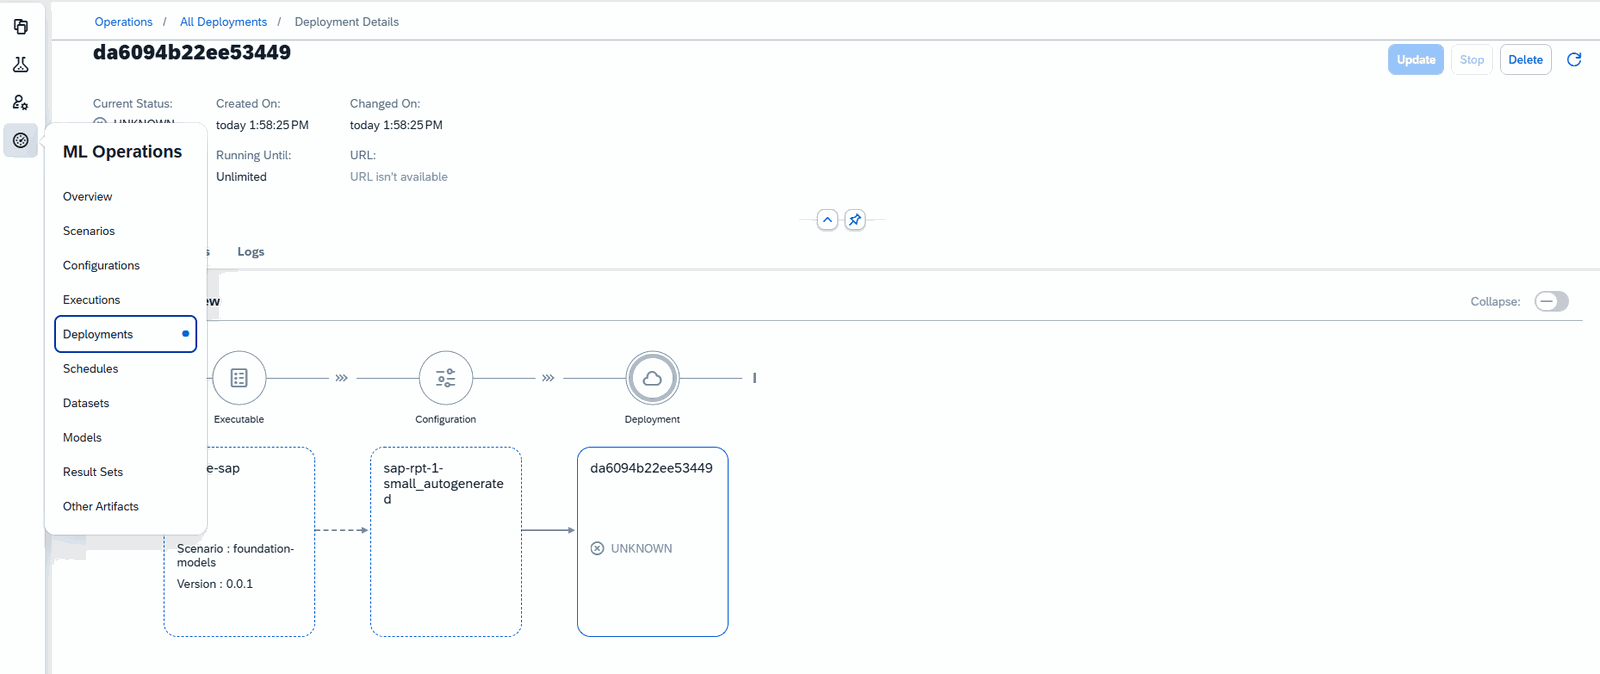 Operations / All Deployments / Deployment Details
da6094b22ee53449
Update Stop Delete
Current Status: Created On: Changed On:
UNKNOWN today 1:58:25 PM today 1:58:25 PM
Running Until: URL:
Unlimited URL isn't available
ML Operations
Overview
Scenarios
Configurations
Executions
Deployments
Schedules
Datasets
Models
Result Sets
Other Artifacts
s Logs
ew Collapse:
Executable Configuration Deployment
e-sap
Scenario : foundation-
models
Version : 0.0.1
sap-rpt-1-
small_autogenerate
d
da6094b22ee53449
UNKNOWN